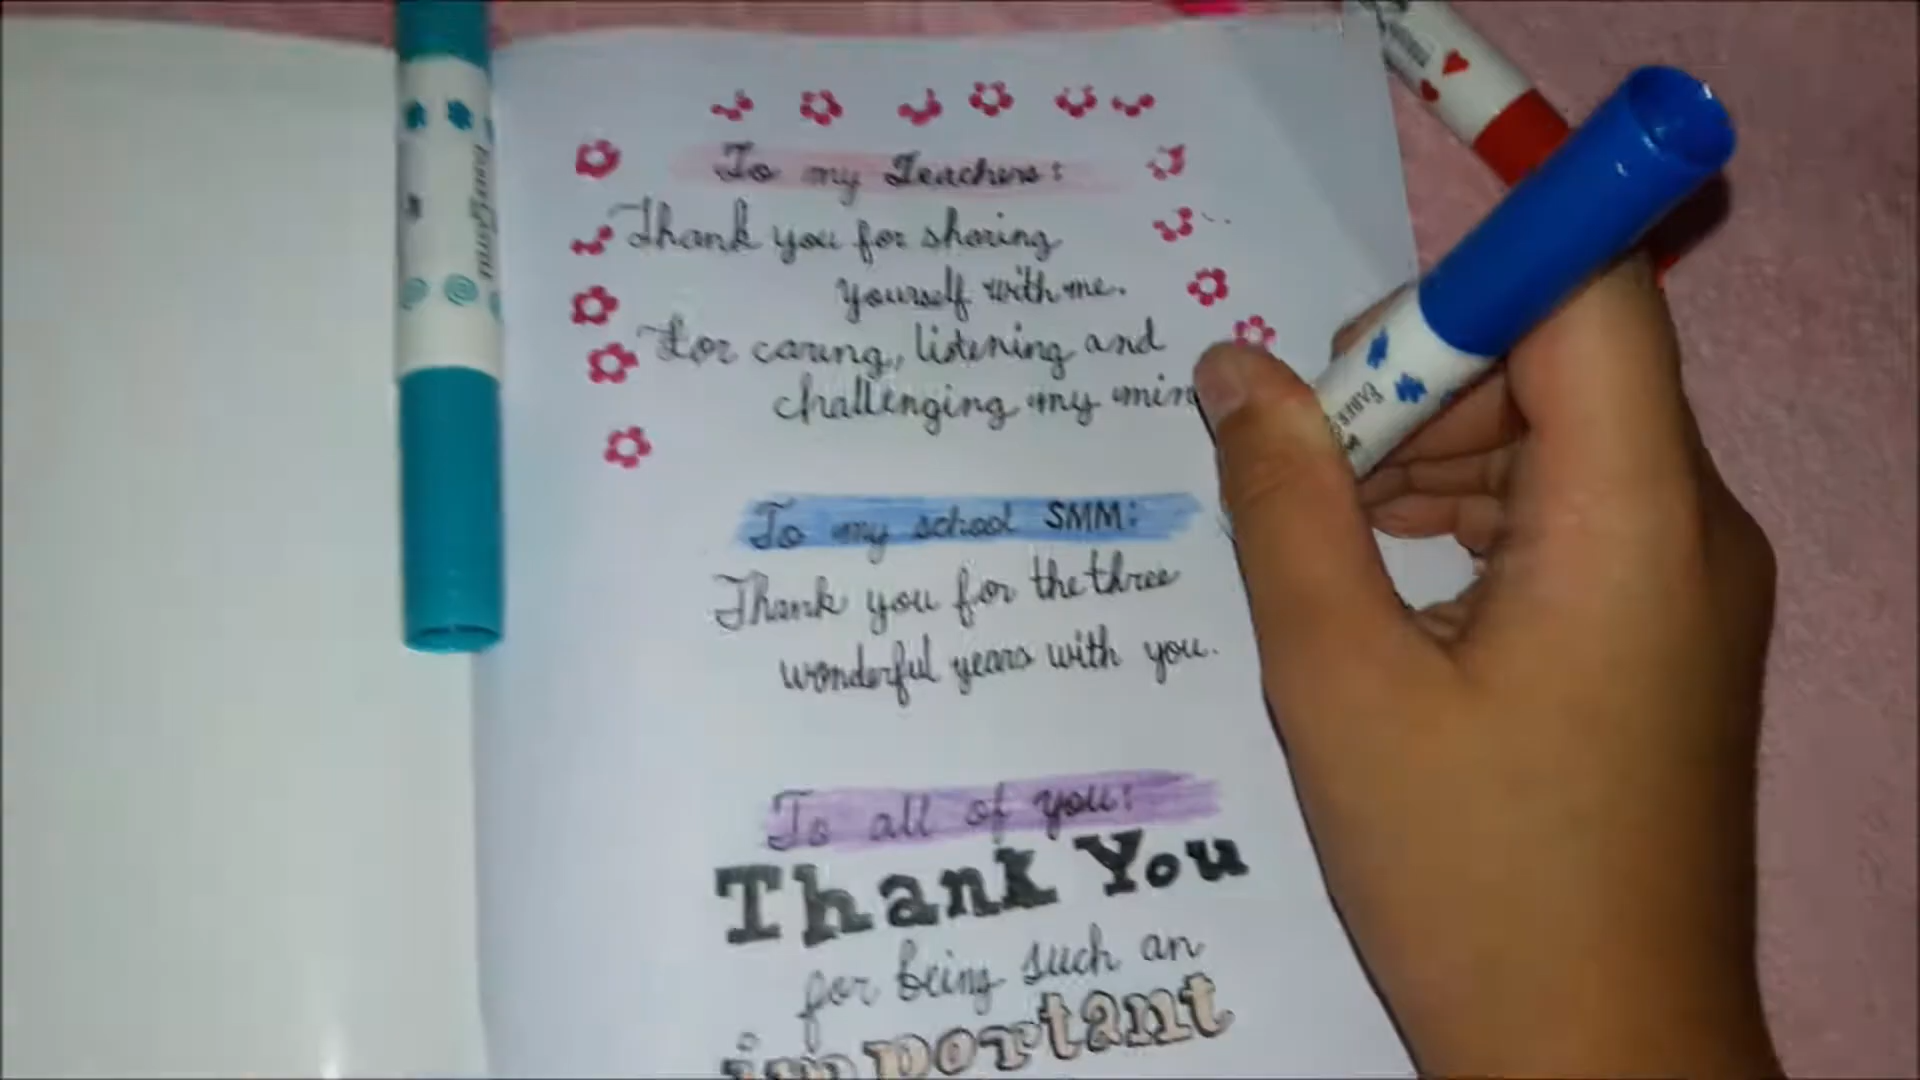 To my Teachers:
Thank you for sharing
yourself with me.
For caring, listening and
challenging my min
To my school SMM:
Thank you for the three
wonderful years with you.
To all of you:
Thank You
for being such an
important